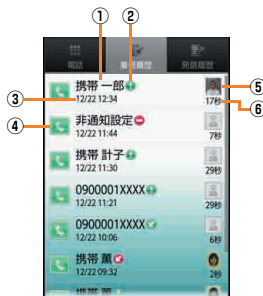 ① ②
電話 着信履歴 発信履歴
携帯 一郎
③ 12/22 12:34 17秒 ⑤
④ ⑥
非通知設定
12/22 11:44 7秒
携帯 計子
12/22 11:30 29秒
0900001XXXX
12/22 11:21 29秒
0900001XXXX
12/22 10:06 6秒
携帯 薫
12/22 09:32 2秒
携帯 薫